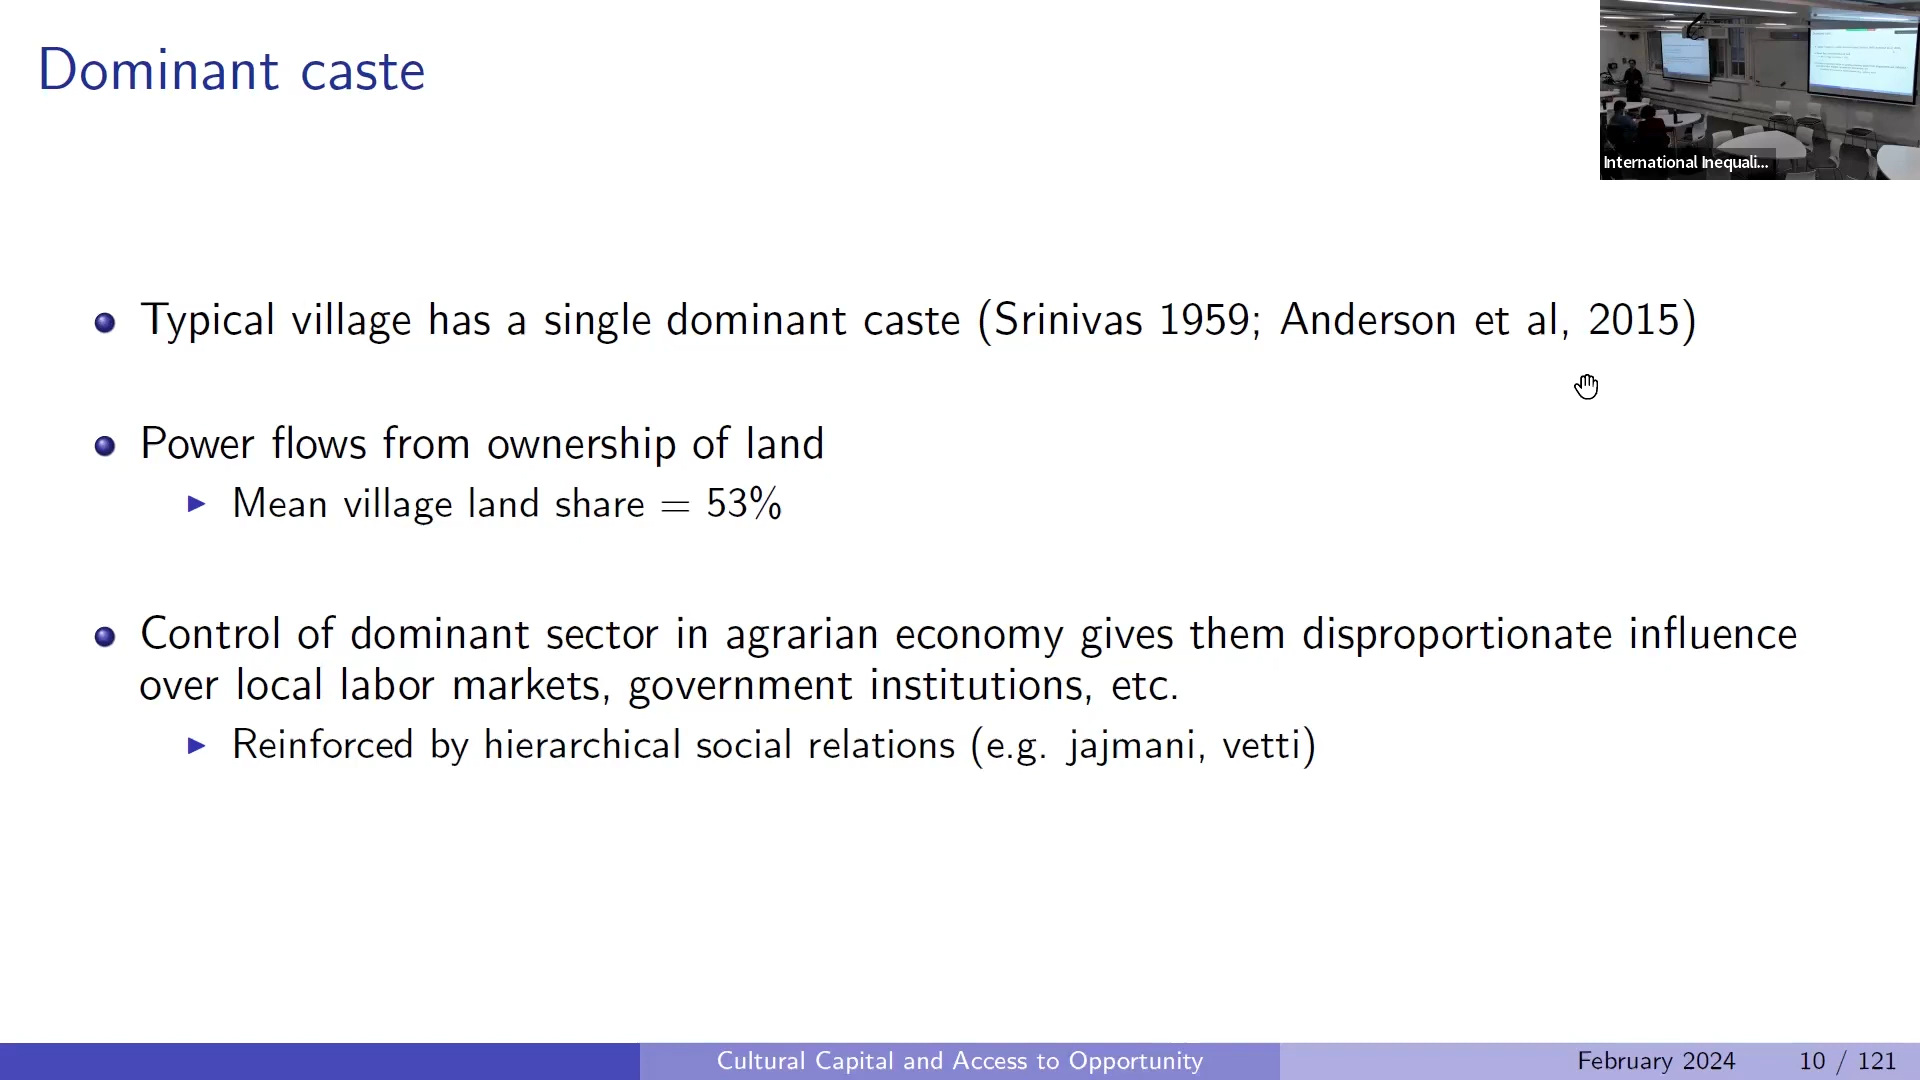 Dominant caste
International Inequali...
Typical village has a single dominant caste (Srinivas 1959; Anderson et al, 2015)
Power flows from ownership of land
Mean village land share = 53%
Control of dominant sector in agrarian economy gives them disproportionate influence
over local labor markets, government institutions, etc.
Reinforced by hierarchical social relations (e.g. jajmani, vetti)
Cultural Capital and Access to Opportunity
February 2024 10 / 121